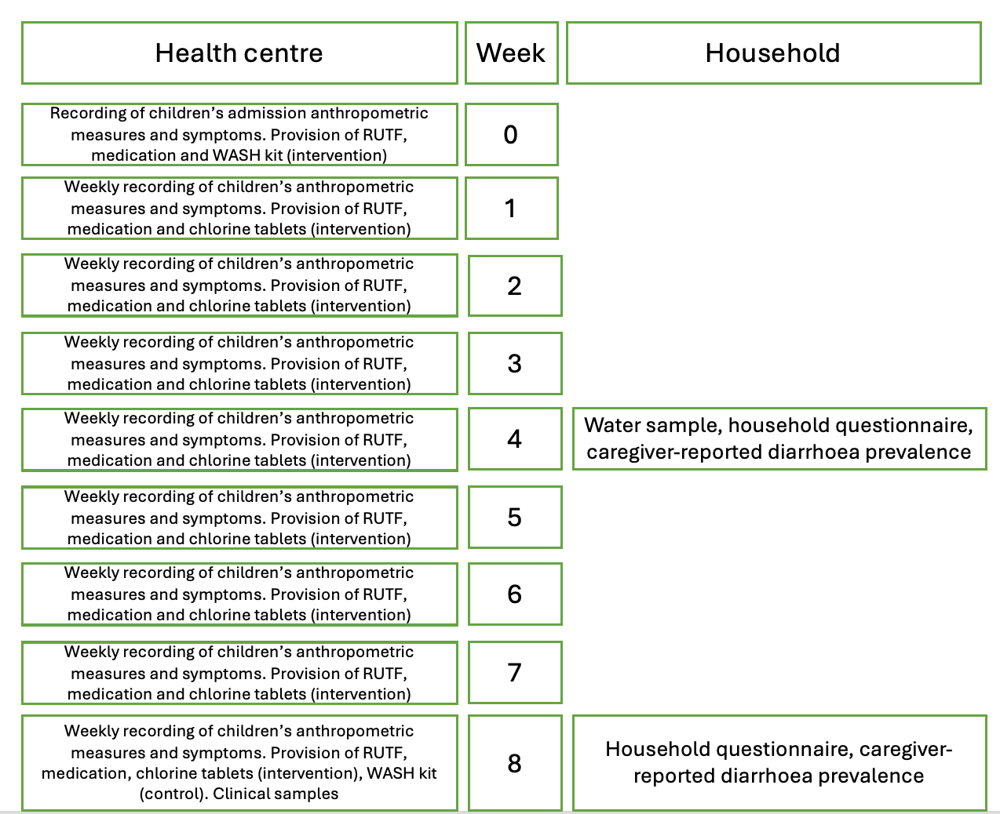 Health centre
Week
Household
Recording of children’s admission anthropometric
measures and symptoms. Provision of RUTF,
medication and WASH kit (intervention)
0
Weekly recording of children’s anthropometric
measures and symptoms. Provision of RUTF,
medication and chlorine tablets (intervention)
1
Weekly recording of children’s anthropometric
measures and symptoms. Provision of RUTF,
medication and chlorine tablets (intervention)
2
Weekly recording of children’s anthropometric
measures and symptoms. Provision of RUTF,
medication and chlorine tablets (intervention)
3
Weekly recording of children’s anthropometric
measures and symptoms. Provision of RUTF,
medication and chlorine tablets (intervention)
4
Water sample, household questionnaire,
caregiver-reported diarrhoea prevalence
Weekly recording of children’s anthropometric
measures and symptoms. Provision of RUTF,
medication and chlorine tablets (intervention)
5
Weekly recording of children’s anthropometric
measures and symptoms. Provision of RUTF,
medication and chlorine tablets (intervention)
6
Weekly recording of children’s anthropometric
measures and symptoms. Provision of RUTF,
medication and chlorine tablets (intervention)
7
Weekly recording of children’s anthropometric
measures and symptoms. Provision of RUTF,
medication, chlorine tablets (intervention), WASH kit
(control). Clinical samples
8
Household questionnaire, caregiver-
reported diarrhoea prevalence